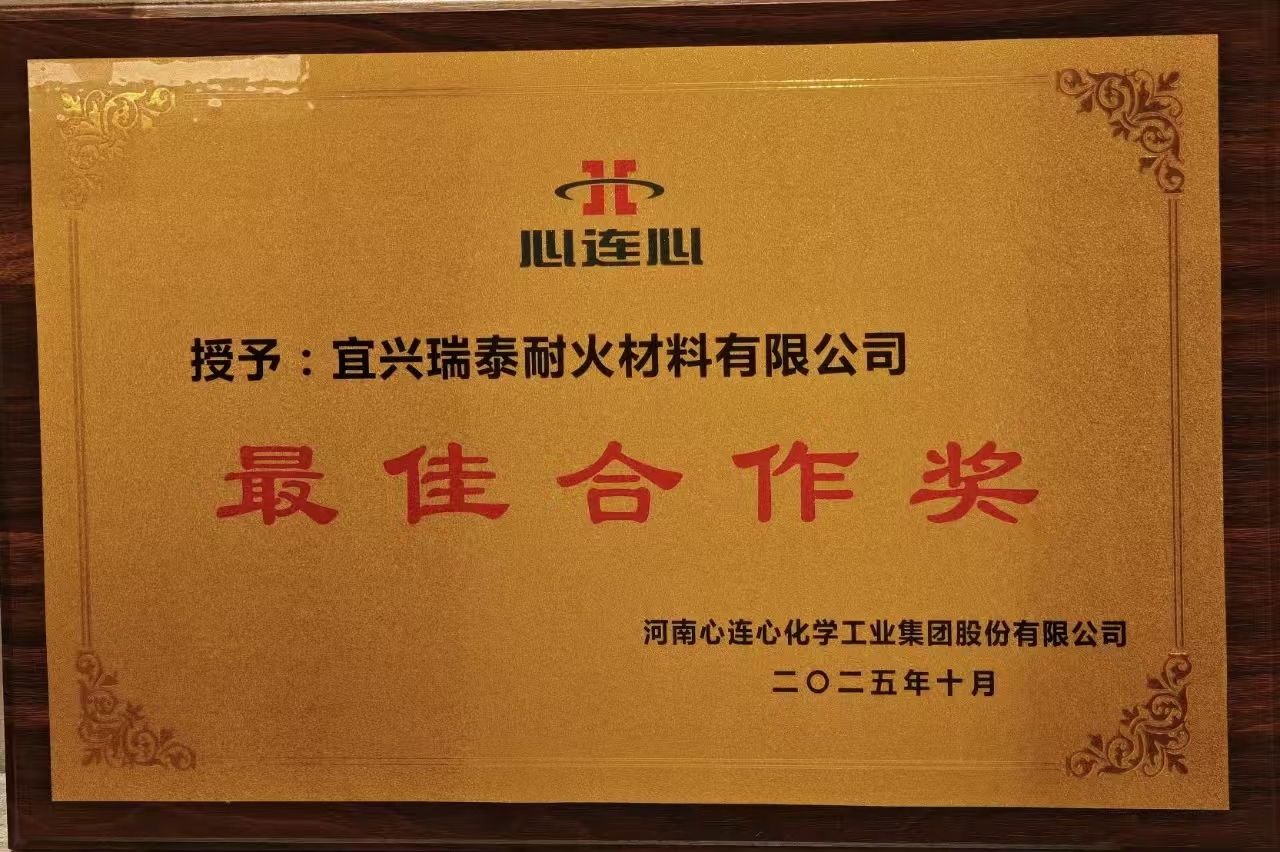 心连心
授予：宜兴瑞泰耐火材料有限公司
最佳合作奖
河南心连心化学工业集团股份有限公司
二〇二五年十月